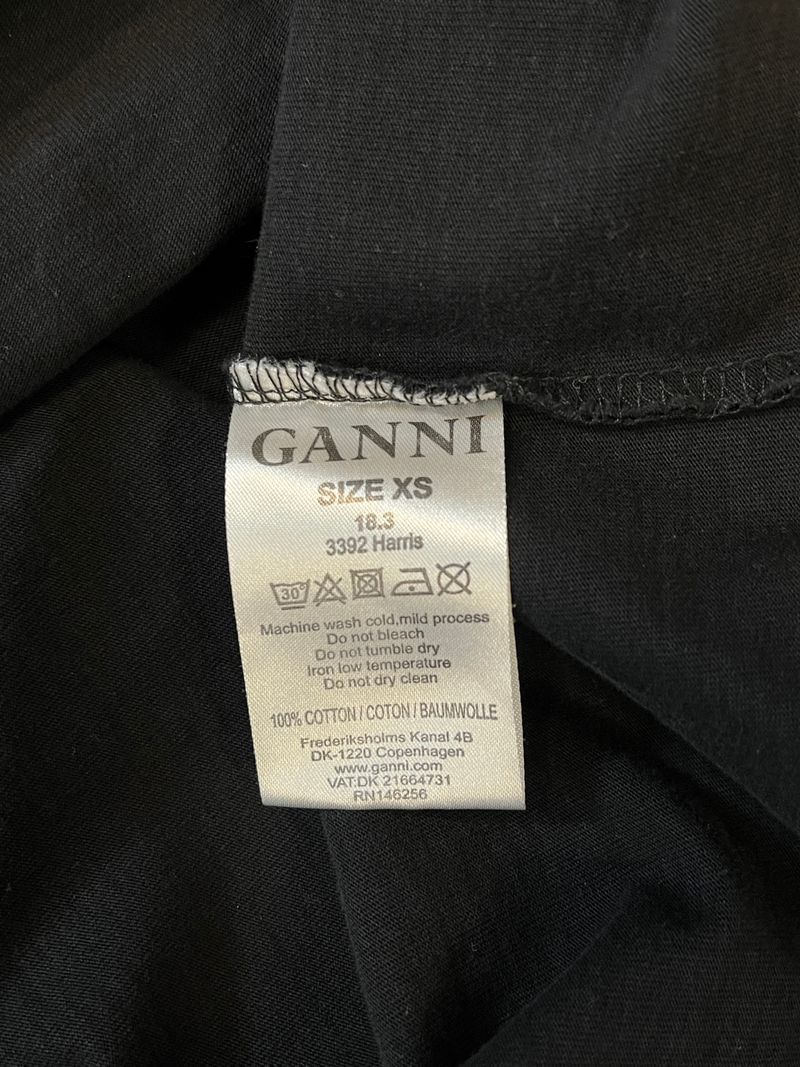 GANNI
SIZE XS
18.3
3392 Harris
30°
Machine wash cold,mild process
Do not bleach
Do not tumble dry
Iron low temperature
Do not dry clean
100% COTTON / COTON / BAUMWOLLE
Frederiksholms Kanal 4B
DK-1220 Copenhagen
www.ganni.com
VAT:DK 21664731
RN146256